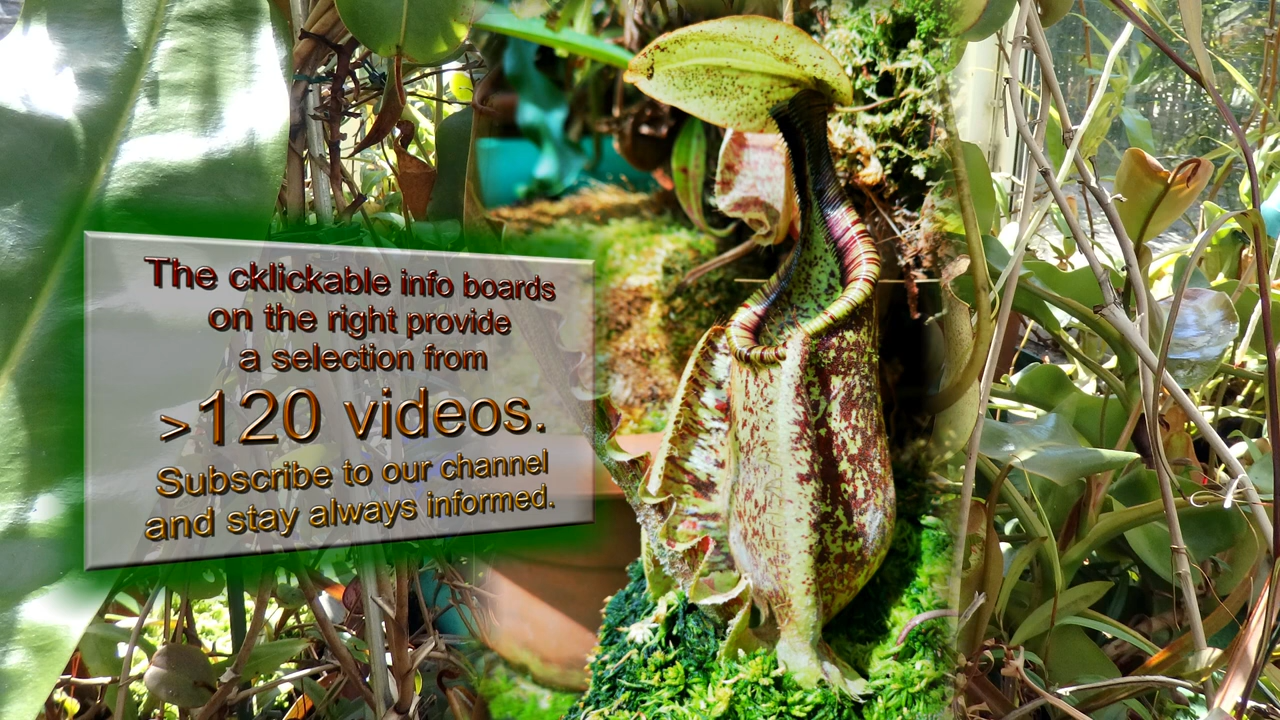 The cklickable info boards
on the right provide
a selection from
>120 videos.
Subscribe to our channel
and stay always informed.